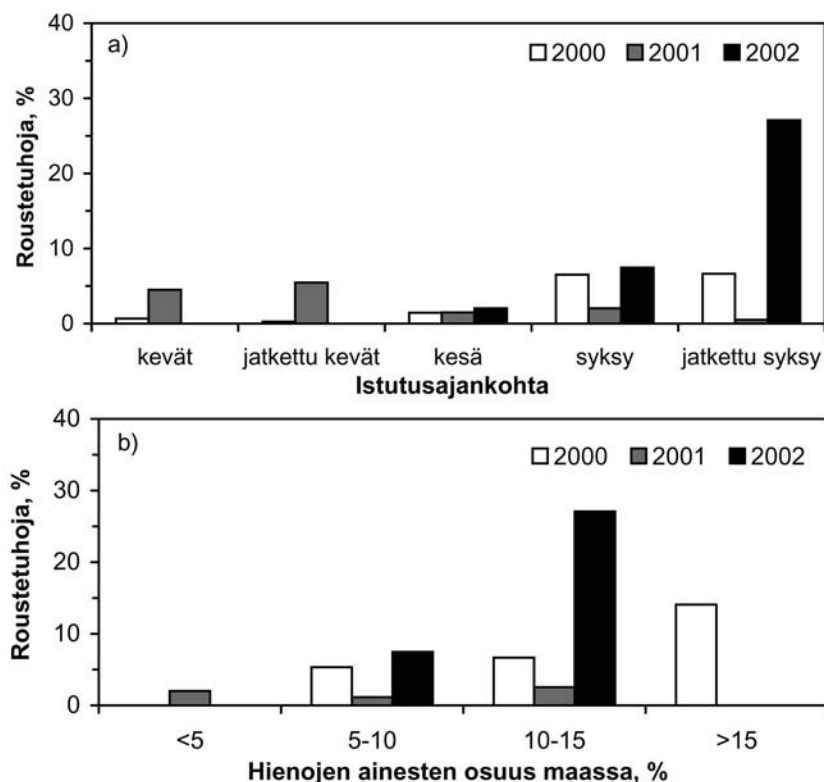 40
a)
2000 2001 2002
30
20
10
0
Roustetuhoja, %
kevät jatkettu kevät kesä syksy jatkettu syksy
Istutusajankohta
40
b)
2000 2001 2002
30
20
10
0
Roustetuhoja, %
<5 5-10 10-15 >15
Hienojen ainesten osuus maassa, %